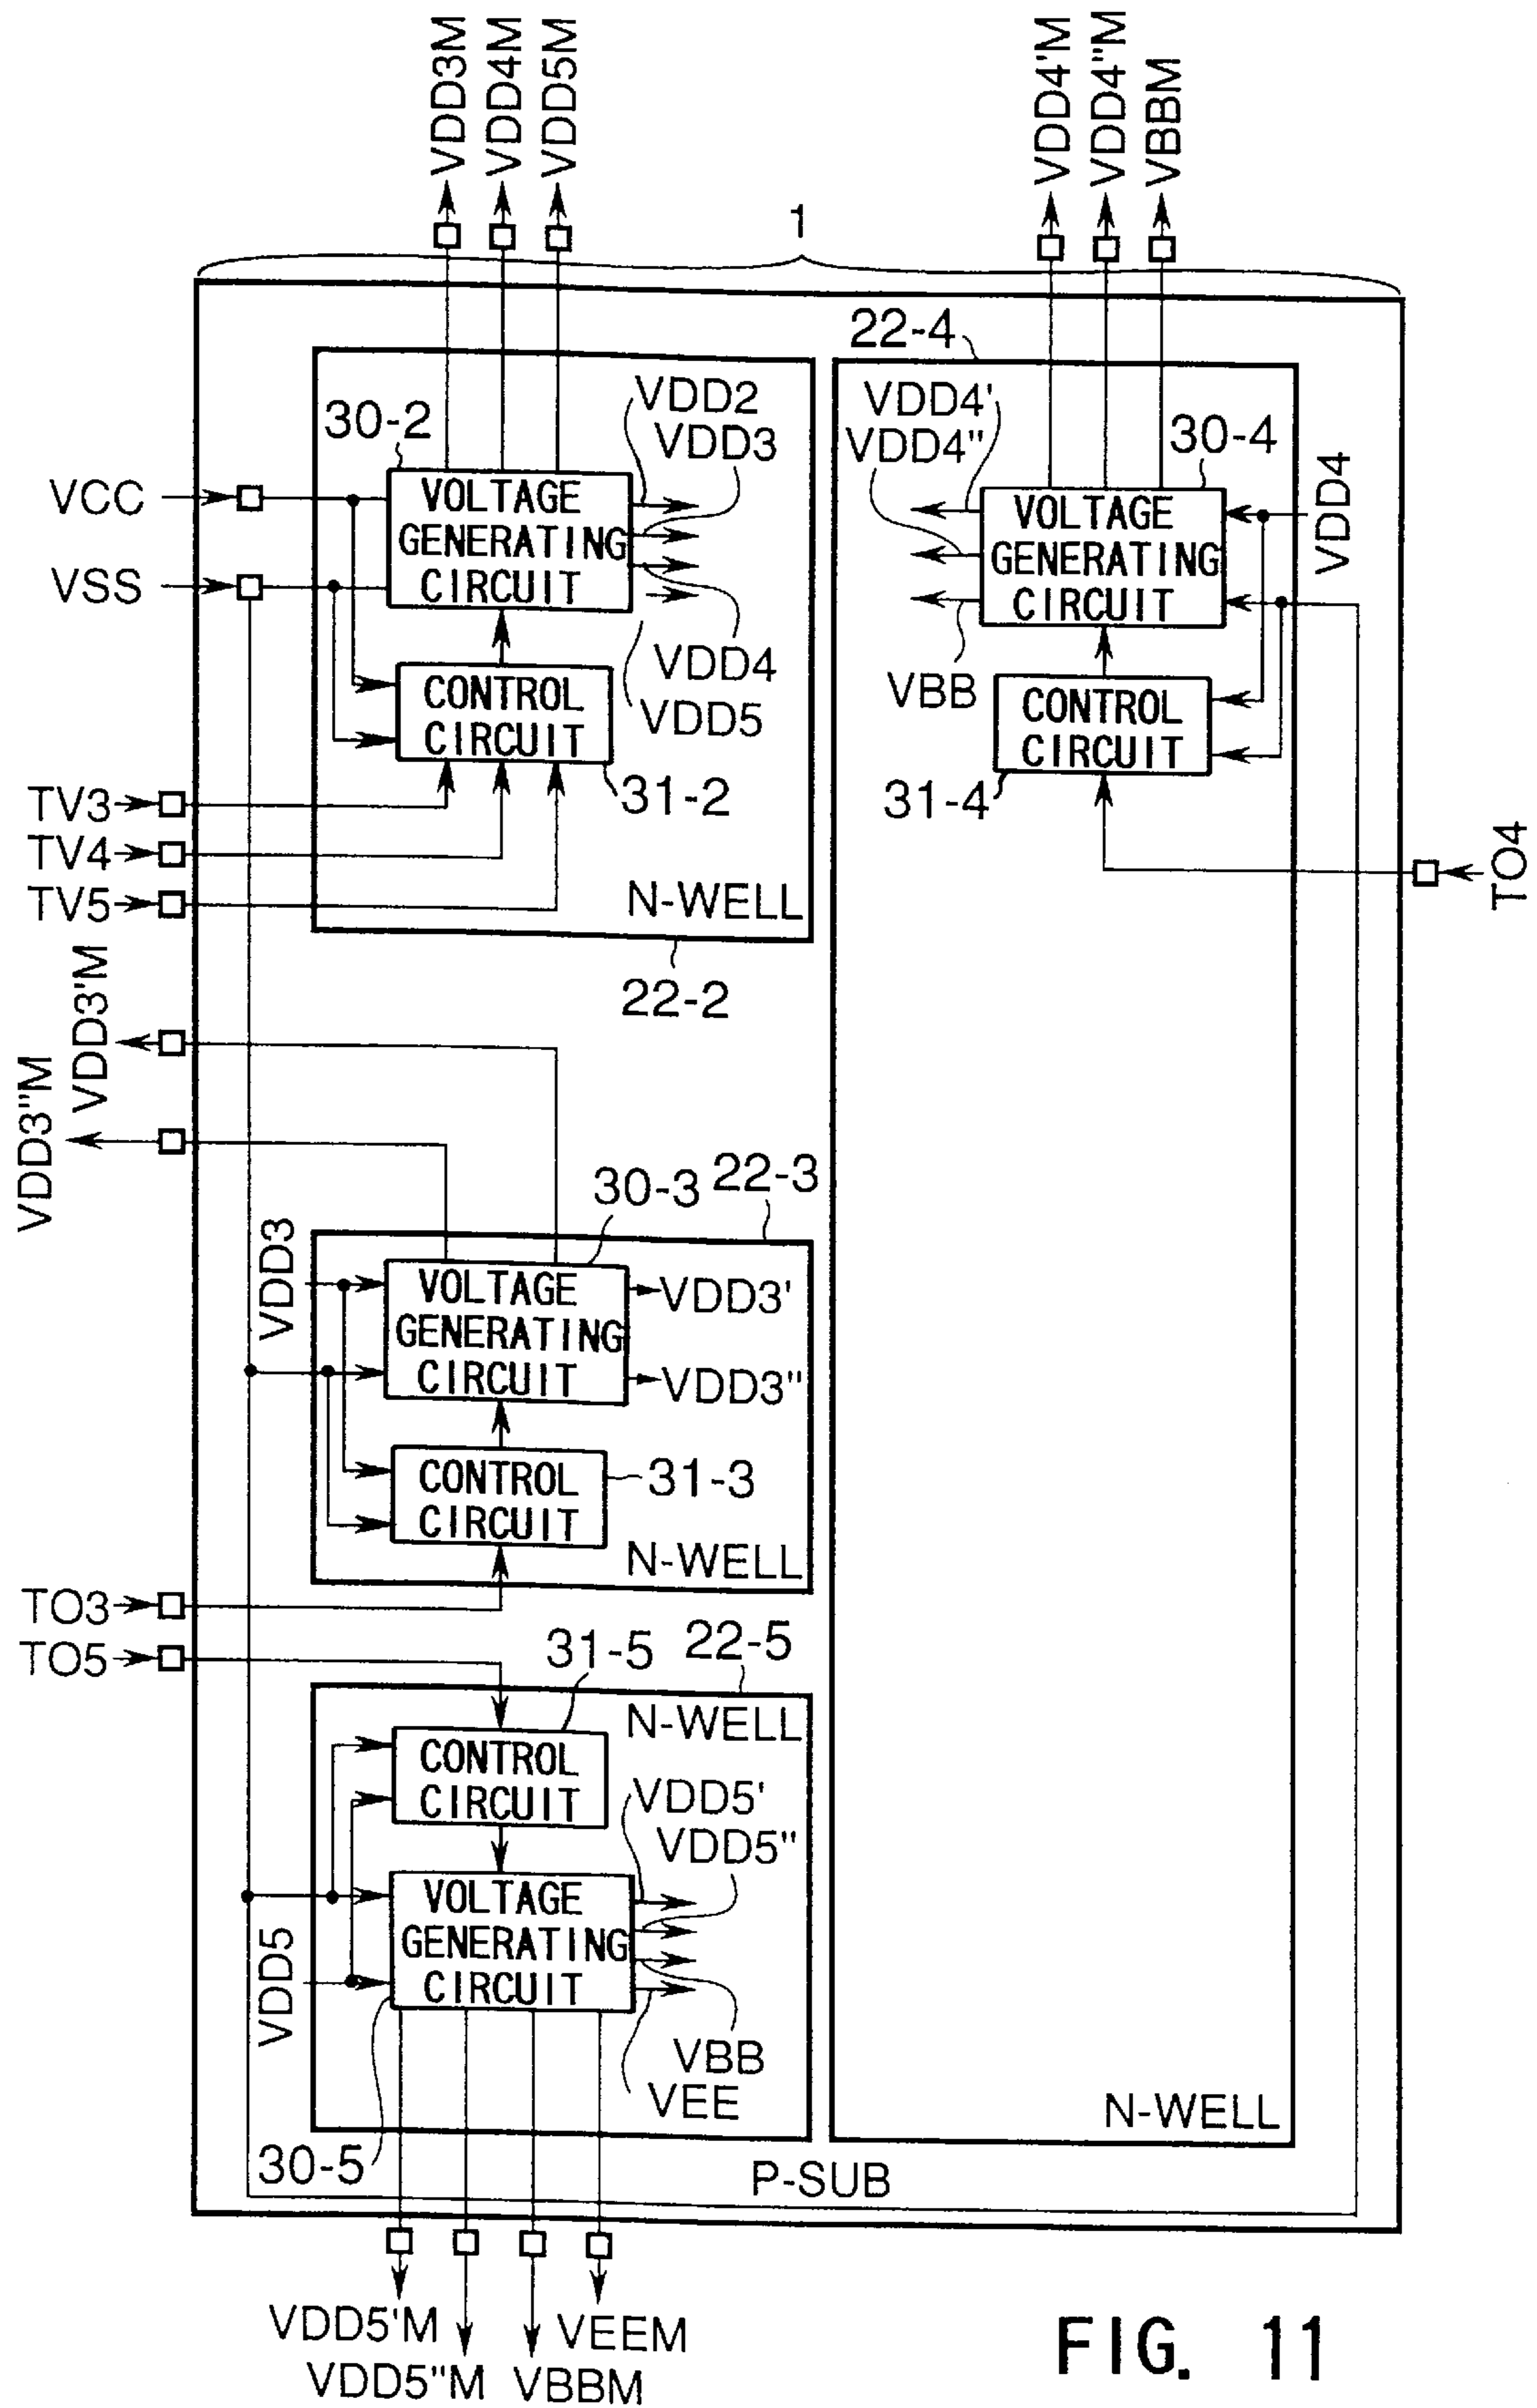 VDD3M
VDD4M
VDD5M
VDD4'M
VDD4"M
VBBM
1
22-4
30-2
VDD2
VDD3
VDD4'
VDD4"
30-4
VCC
VSS
VOLTAGE
GENERATING
CIRCUIT
VOLTAGE
GENERATING
CIRCUIT
VDD4
VDD4
VDD5
VBB
CONTROL
CIRCUIT
CONTROL
CIRCUIT
31-2
31-4
TV3
TV4
TV5
TO4
N-WELL
22-2
VDD3'M
VDD3"M
30-3
22-3
VDD3
VOLTAGE
GENERATING
CIRCUIT
VDD3'
VDD3"
CONTROL
CIRCUIT
31-3
N-WELL
TO3
TO5
31-5
22-5
N-WELL
CONTROL
CIRCUIT
VDD5'
VDD5"
VOLTAGE
GENERATING
CIRCUIT
VDD5
VBB
VEE
N-WELL
30-5
P-SUB
VDD5'M
VEEM
VDD5"M
VBBM
FIG. 11